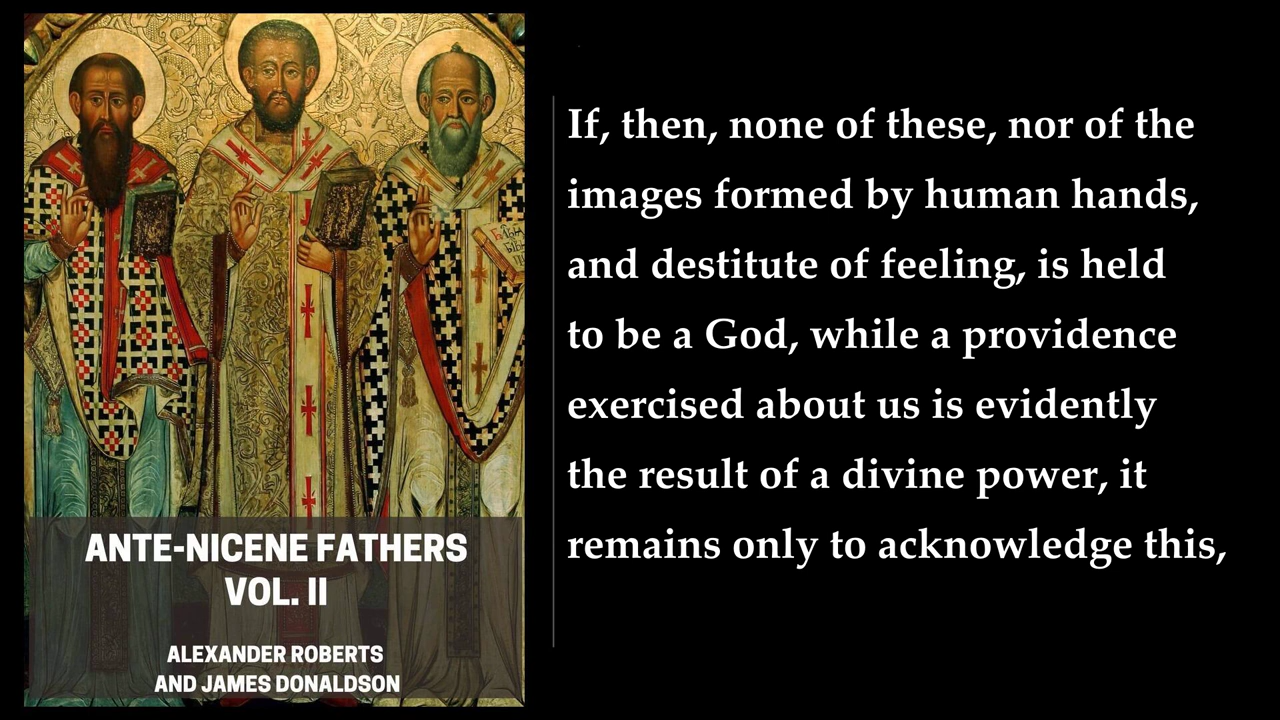 If, then, none of these, nor of the
images formed by human hands,
and destitute of feeling, is held
to be a God, while a providence
exercised about us is evidently
the result of a divine power, it
remains only to acknowledge this,
ANTE-NICENE FATHERS
VOL. II
ALEXANDER ROBERTS
AND JAMES DONALDSON